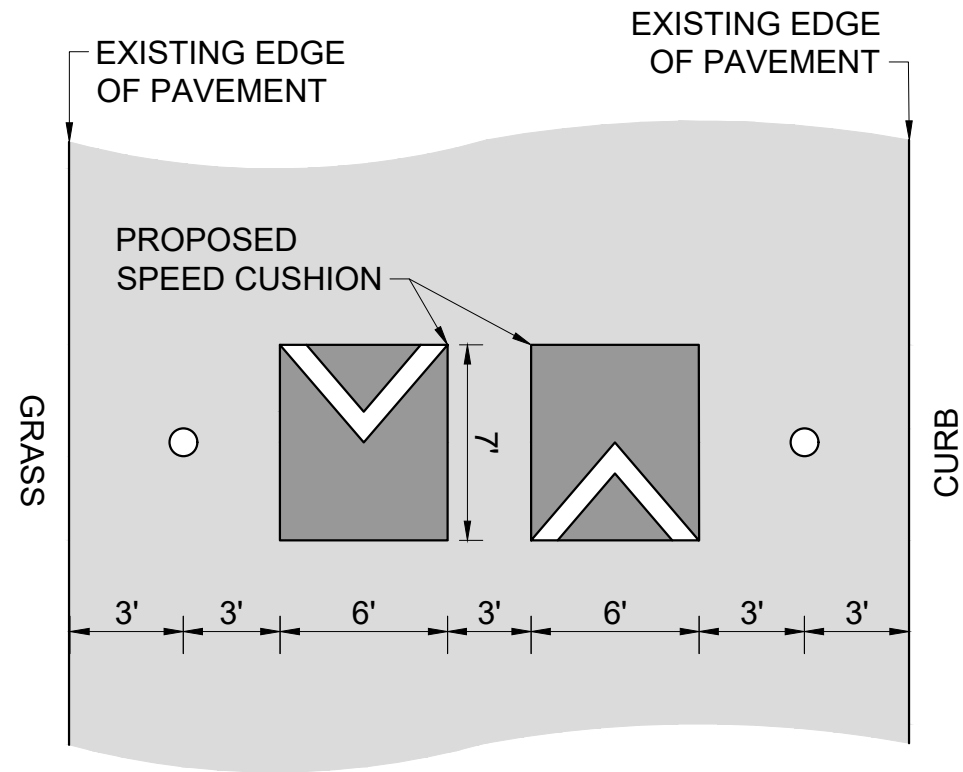 EXISTING EDGE
OF PAVEMENT
EXISTING EDGE
OF PAVEMENT
PROPOSED
SPEED CUSHION
GRASS
7'
CURB
3'
3'
6'
3'
6'
3'
3'